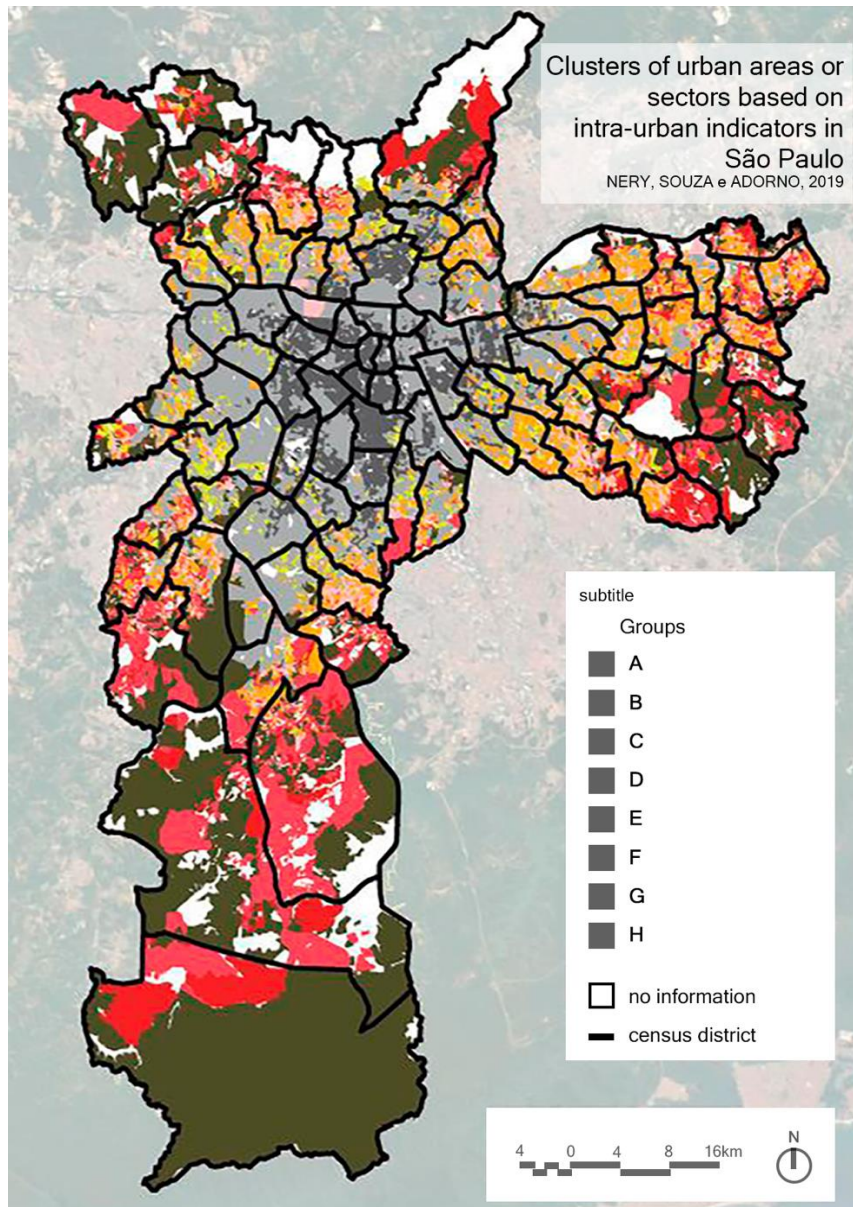 Clusters of urban areas or
sectors based on
intra-urban indicators in
São Paulo
NERY, SOUZA e ADORNO, 2019
subtitle
Groups
A
B
C
D
E
F
G
H
no information
census district
4 0 4 8 16km
N